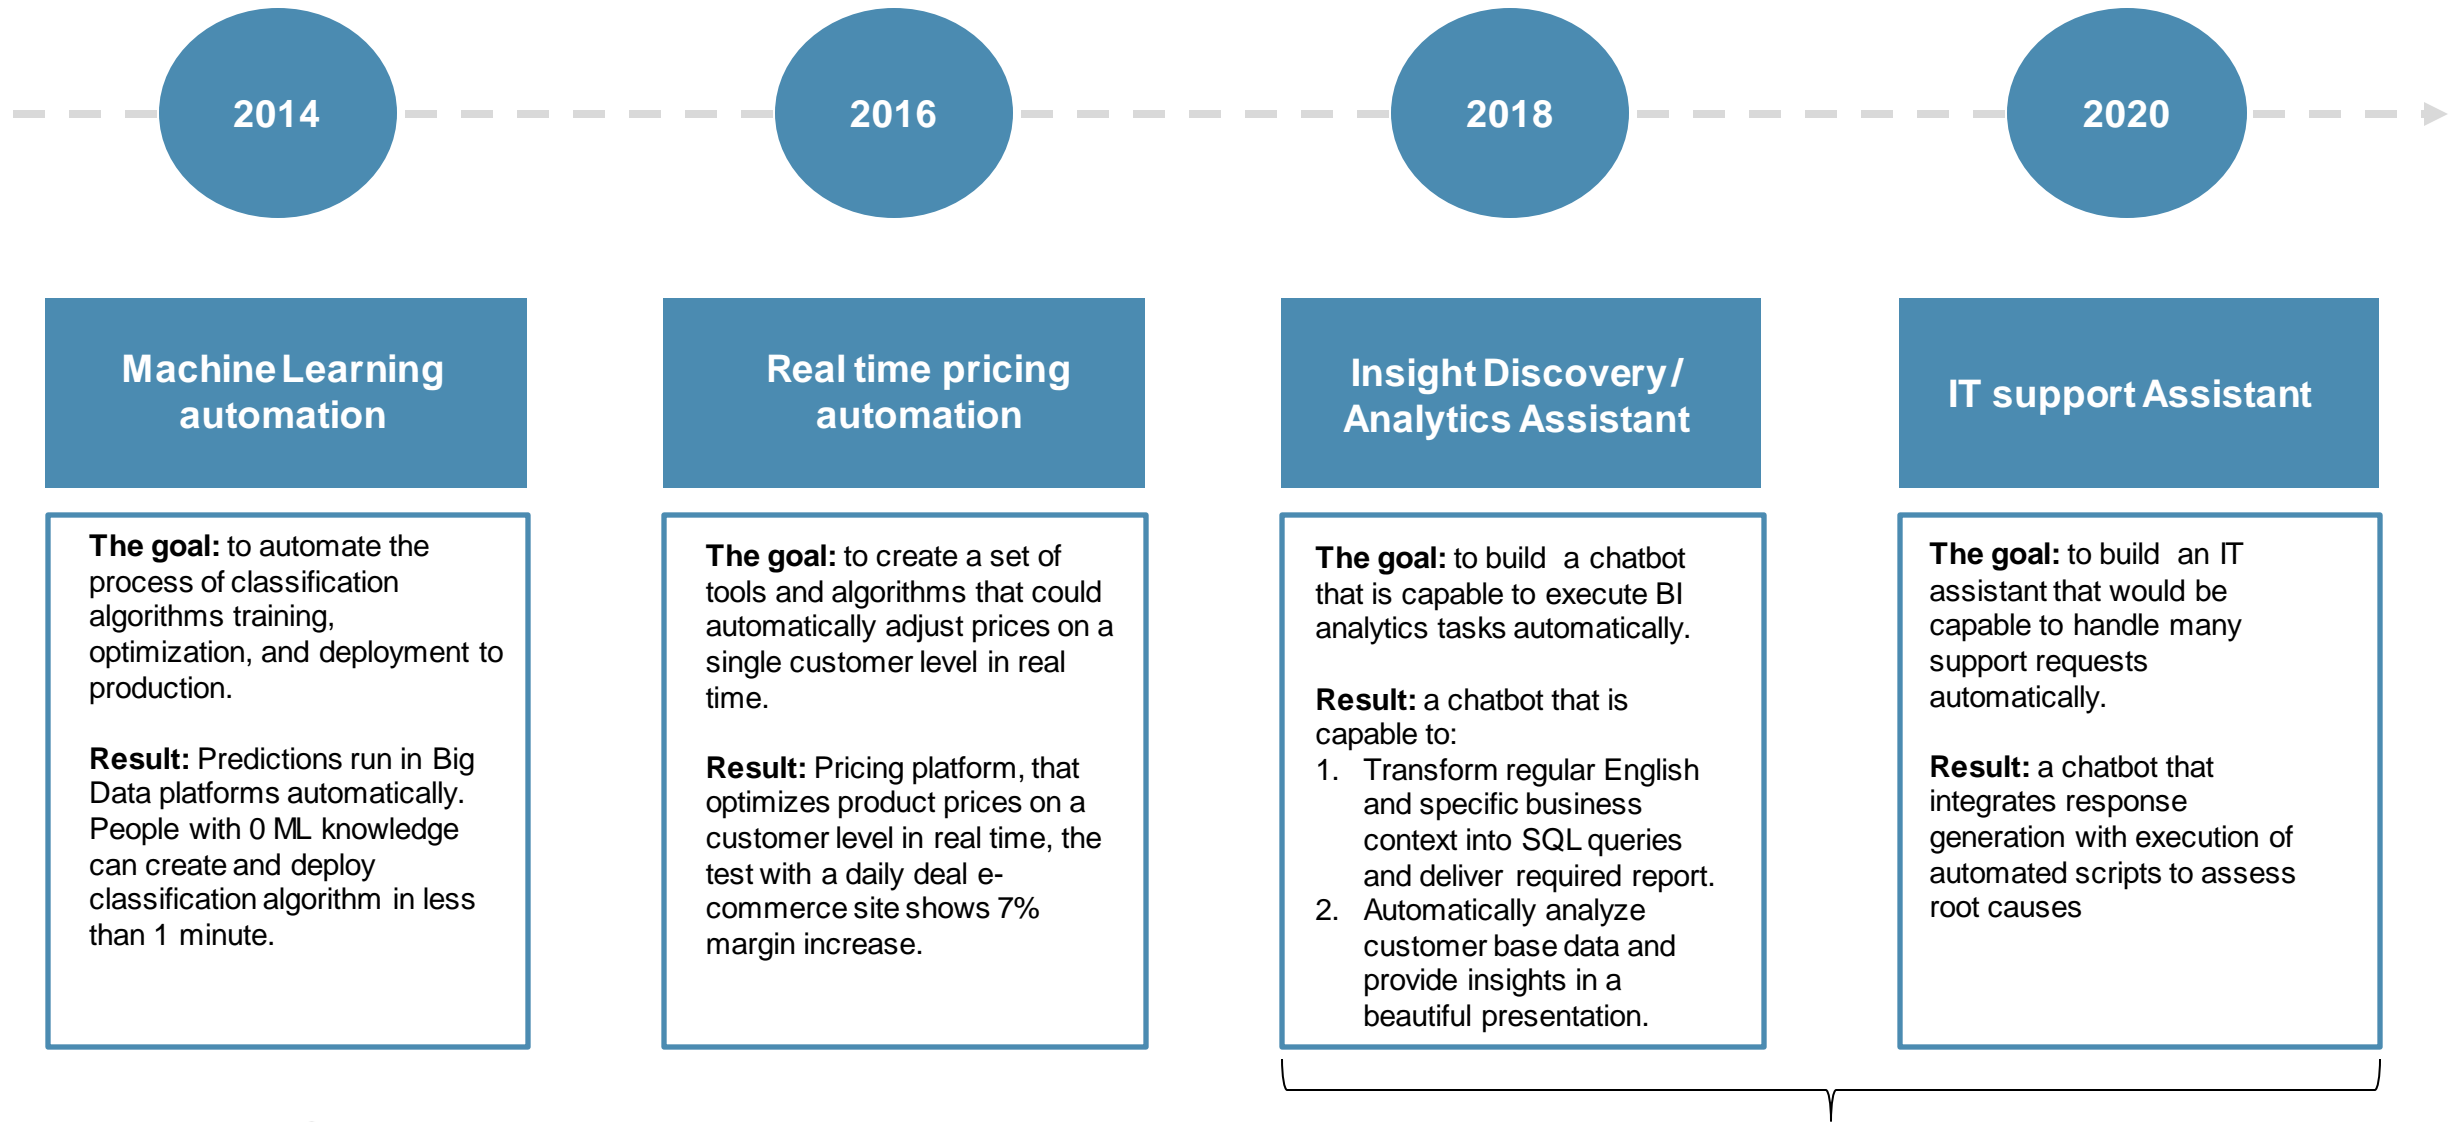 2014
2016
2018
2020
Machine Learning
automation
Real time pricing
automation
Insight Discovery/
Analytics Assistant
IT support Assistant
The goal: to automate the
process of classification
algorithms training,
optimization, and deployment to
production.
Result: Predictions run in Big
Data platforms automatically.
People with 0 ML knowledge
can create and deploy
classification algorithm in less
than 1 minute.
The goal: to create a set of
tools and algorithms that could
automatically adjust prices on a
single customer level in real
time.
Result: Pricing platform, that
optimizes product prices on a
customer level in real time, the
test with a daily deal e-
commerce site shows 7%
margin increase.
The goal: to build a chatbot
that is capable to execute BI
analytics tasks automatically.
Result: a chatbot that is
capable to:
1. Transform regular English
and specific business
context into SQL queries
and deliver required report.
2. Automatically analyze
customer base data and
provide insights in a
beautiful presentation.
The goal: to build an IT
assistant that would be
capable to handle many
support requests
automatically.
Result: a chatbot that
integrates response
generation with execution of
automated scripts to assess
root causes